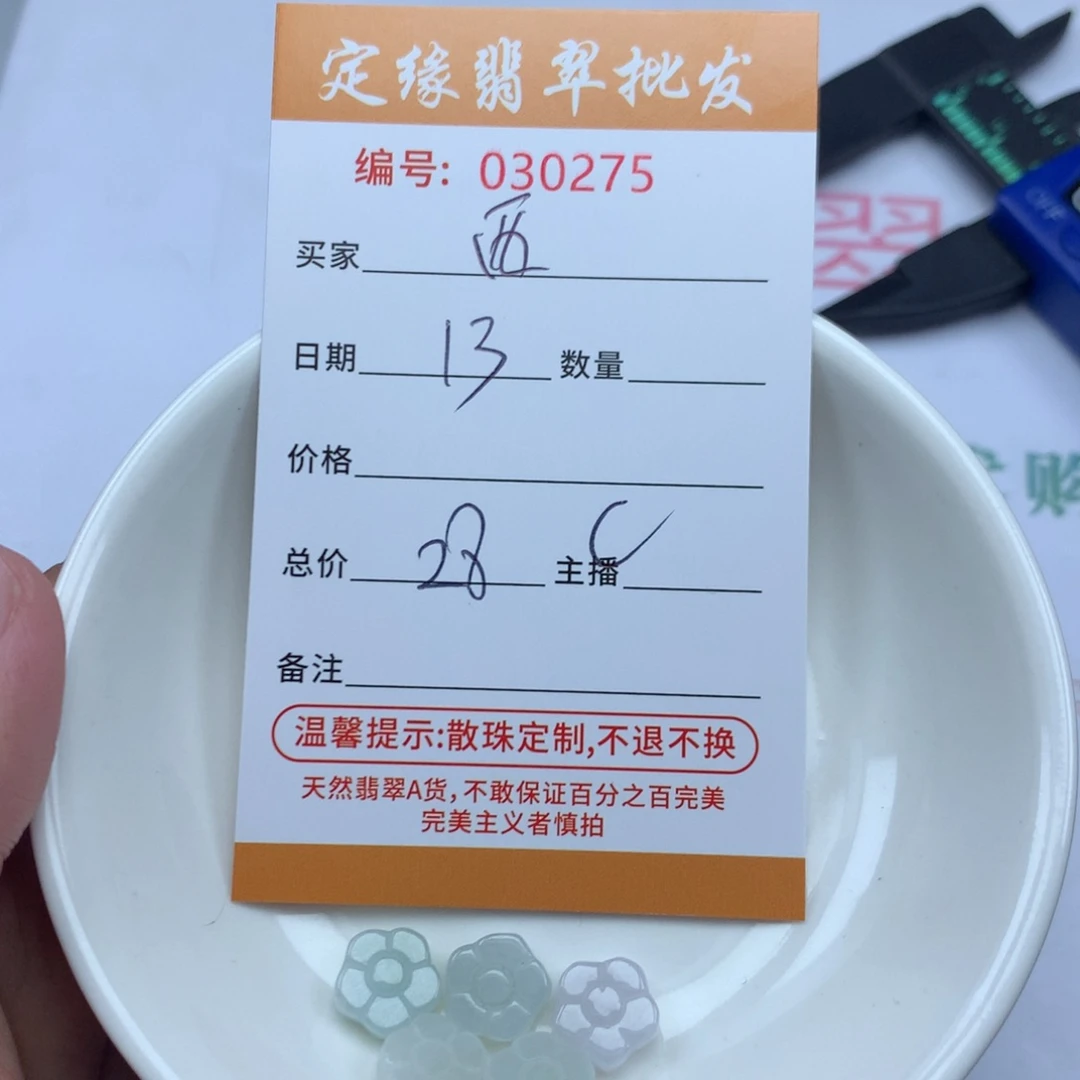 定缘翡翠批发
编号: 030275
买家 西
日期 13 数量
价格
总价 28 主播
备注
温馨提示:散珠定制,不退不换
天然翡翠A货,不敢保证百分之百完美
完美主义者慎拍
OFF
购